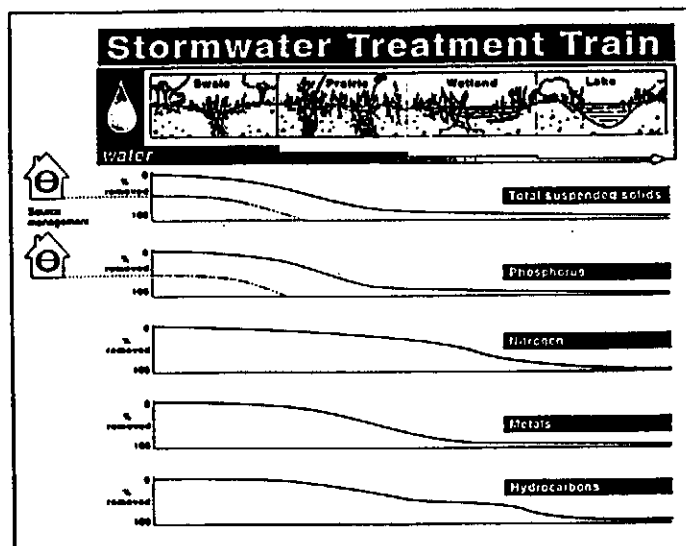 Stormwater Treatment Train
Swale Prairie Wetland Lake
water
0
% removed
100
Total suspended solids
Source management
0
% removed
100
Phosphorus
0
% removed
100
Nitrogen
0
% removed
100
Metals
0
% removed
100
Hydrocarbons